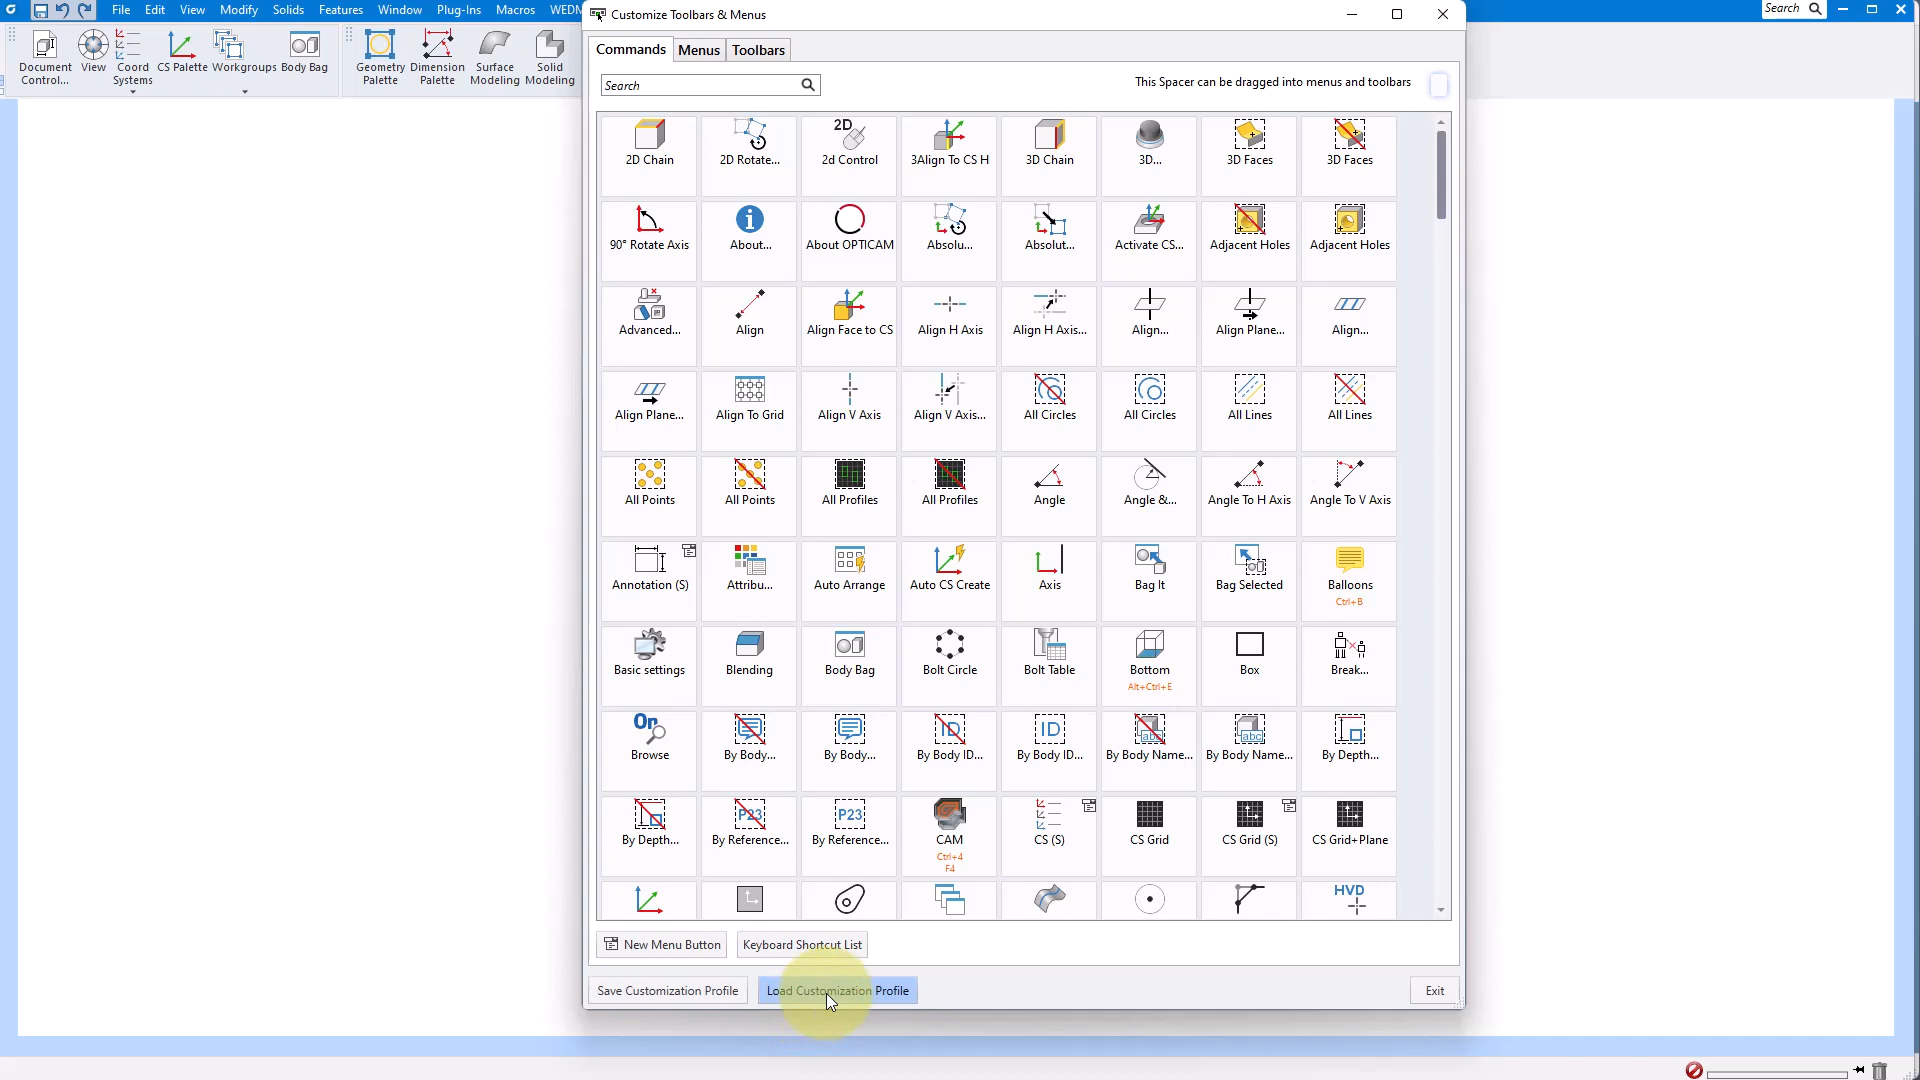 File Edit View Modify Solids Features Window Plug-Ins Macros
Search
Document Control...
View
Coord Systems
CS Palette
Workgroups
Body Bag
Geometry Palette
Dimension Palette
Surface Modeling
Solid Modeling
Customize Toolbars & Menus
Commands Menus Toolbars
Search
This Spacer can be dragged into menus and toolbars
2D
2D Chain 2D Rotate... 2d Control 3Align To CS H 3D Chain 3D... 3D Faces 3D Faces
90° Rotate Axis About... About OPTICAM Absolu... Absolut... Activate CS... Adjacent Holes Adjacent Holes
Advanced... Align Align Face to CS Align H Axis Align H Axis... Align... Align Plane... Align...
Align Plane... Align To Grid Align V Axis Align V Axis... All Circles All Circles All Lines All Lines
All Points All Points All Profiles All Profiles Angle Angle &... Angle To H Axis Angle To V Axis
Annotation (S) Attribu... Auto Arrange Auto CS Create Axis Bag It Bag Selected Balloons
Ctrl+B
Basic settings Blending Body Bag Bolt Circle Bolt Table Bottom Box Break...
Alt+Ctrl+E
On ID ID abc abc
Browse By Body... By Body... By Body ID... By Body ID... By Body Name... By Body Name... By Depth...
P23 P23
By Depth... By Reference... By Reference... CAM CS (S) CS Grid CS Grid (S) CS Grid+Plane
Ctrl+4
F4
HVD
New Menu Button Keyboard Shortcut List
Save Customization Profile Load Customization Profile Exit